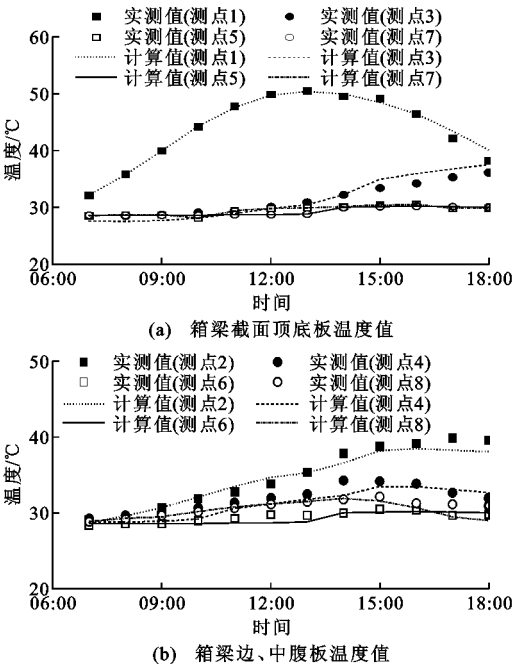 实测值(测点1) 实测值(测点3)
实测值(测点5) 实测值(测点7)
计算值(测点1) 计算值(测点3)
计算值(测点5) 计算值(测点7)
60
50
40
30
20
温度/℃
06:00 09:00 12:00 15:00 18:00
时间
(a) 箱梁截面顶底板温度值
实测值(测点2) 实测值(测点4)
实测值(测点6) 实测值(测点8)
计算值(测点2) 计算值(测点4)
计算值(测点6) 计算值(测点8)
50
40
30
20
温度/℃
06:00 09:00 12:00 15:00 18:00
时间
(b) 箱梁边、中腹板温度值